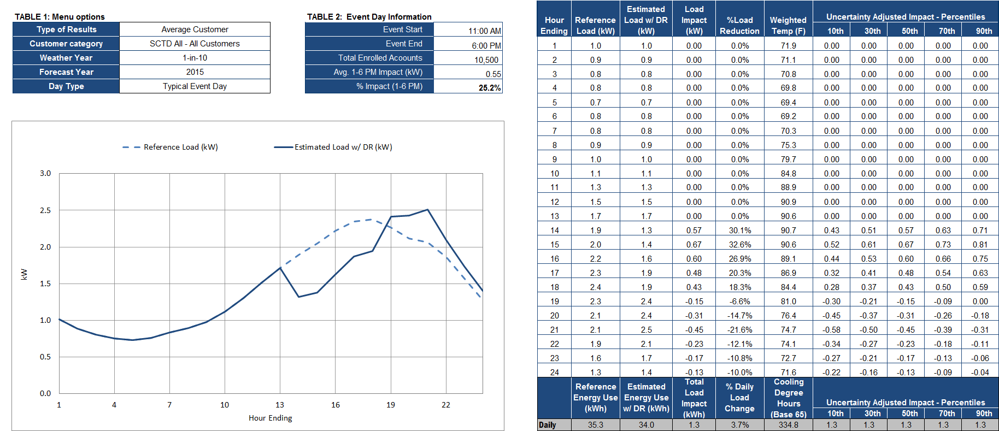 TABLE 1: Menu options
Type of Results Average Customer
Customer category SCTD All - All Customers
Weather Year 1-in-10
Forecast Year 2015
Day Type Typical Event Day
TABLE 2: Event Day Information
Event Start 11:00 AM
Event End 6:00 PM
Total Enrolled Acoounts 10,500
Avg. 1-6 PM Impact (kW) 0.55
% Impact (1-6 PM) 25.2%
Reference Load (kW) Estimated Load w/ DR (kW)
3.0
2.5
2.0
1.5
1.0
0.5
0.0
kW
1 4 7 10 13 16 19 22
Hour Ending
Hour Ending Reference Load (kW) Estimated Load w/ DR (kW) Load Impact (kW) %Load Reduction Weighted Temp (F) Uncertainty Adjusted Impact - Percentiles
10th 30th 50th 70th 90th
1 1.0 1.0 0.00 0.0% 71.9 0.00 0.00 0.00 0.00 0.00
2 0.9 0.9 0.00 0.0% 71.1 0.00 0.00 0.00 0.00 0.00
3 0.8 0.8 0.00 0.0% 70.8 0.00 0.00 0.00 0.00 0.00
4 0.8 0.8 0.00 0.0% 69.8 0.00 0.00 0.00 0.00 0.00
5 0.7 0.7 0.00 0.0% 69.4 0.00 0.00 0.00 0.00 0.00
6 0.8 0.8 0.00 0.0% 69.2 0.00 0.00 0.00 0.00 0.00
7 0.8 0.8 0.00 0.0% 70.3 0.00 0.00 0.00 0.00 0.00
8 0.9 0.9 0.00 0.0% 75.3 0.00 0.00 0.00 0.00 0.00
9 1.0 1.0 0.00 0.0% 79.7 0.00 0.00 0.00 0.00 0.00
10 1.1 1.1 0.00 0.0% 84.8 0.00 0.00 0.00 0.00 0.00
11 1.3 1.3 0.00 0.0% 88.9 0.00 0.00 0.00 0.00 0.00
12 1.5 1.5 0.00 0.0% 90.9 0.00 0.00 0.00 0.00 0.00
13 1.7 1.7 0.00 0.0% 90.6 0.00 0.00 0.00 0.00 0.00
14 1.9 1.3 0.57 30.1% 90.7 0.43 0.51 0.57 0.63 0.71
15 2.0 1.4 0.67 32.6% 90.6 0.52 0.61 0.67 0.73 0.81
16 2.2 1.6 0.60 26.9% 89.1 0.44 0.53 0.60 0.66 0.75
17 2.3 1.9 0.48 20.3% 86.9 0.32 0.41 0.48 0.54 0.63
18 2.4 1.9 0.43 18.3% 84.4 0.28 0.37 0.43 0.50 0.59
19 2.3 2.4 -0.15 -6.6% 81.0 -0.30 -0.21 -0.15 -0.09 0.00
20 2.1 2.4 -0.31 -14.7% 76.4 -0.45 -0.37 -0.31 -0.26 -0.18
21 2.1 2.5 -0.45 -21.6% 74.7 -0.58 -0.50 -0.45 -0.39 -0.31
22 1.9 2.1 -0.23 -12.1% 74.1 -0.34 -0.27 -0.23 -0.18 -0.11
23 1.6 1.7 -0.17 -10.8% 72.7 -0.27 -0.21 -0.17 -0.13 -0.06
24 1.3 1.4 -0.13 -10.0% 71.6 -0.22 -0.16 -0.13 -0.09 -0.04
Reference Energy Use (kWh) Estimated Energy Use w/ DR (kWh) Total Load Impact (kWh) % Daily Load Change Cooling Degree Hours (Base 65) Uncertainty Adjusted Impact - Percentiles
10th 30th 50th 70th 90th
Daily 35.3 34.0 1.3 3.7% 334.8 1.3 1.3 1.3 1.3 1.3